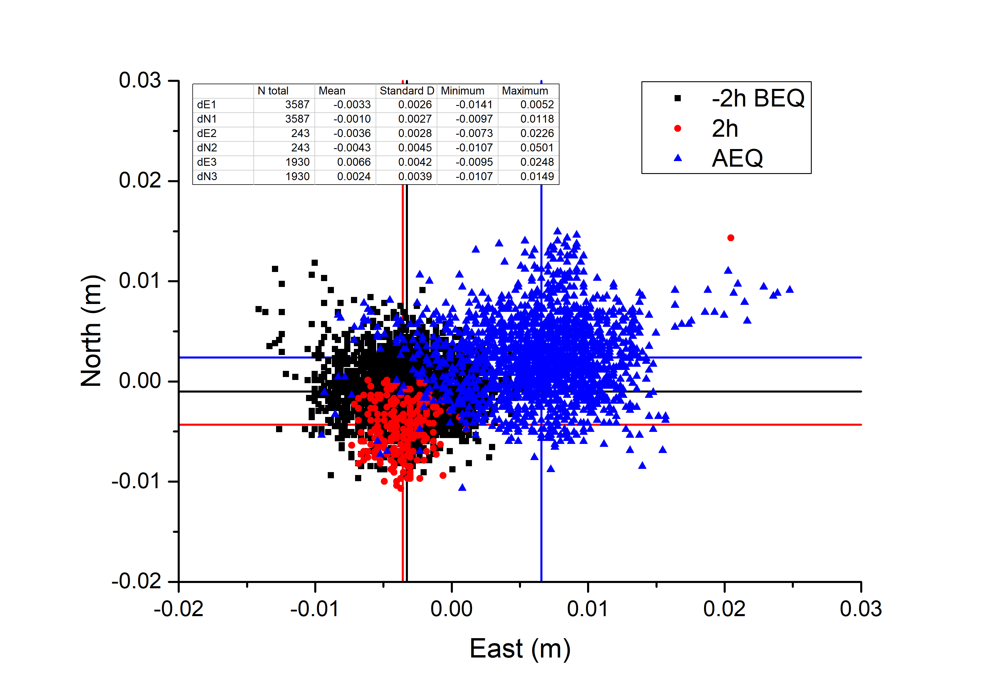 0.03
N total Mean Standard D Minimum Maximum
dE1 3587 -0.0033 0.0026 -0.0141 0.0052
dN1 3587 -0.0010 0.0027 -0.0097 0.0118
dE2 243 -0.0036 0.0028 -0.0073 0.0226
dN2 243 -0.0043 0.0045 -0.0107 0.0501
dE3 1930 0.0066 0.0042 -0.0095 0.0248
dN3 1930 0.0024 0.0039 -0.0107 0.0149
-2h BEQ
2h
AEQ
0.02
0.01
0.00
-0.01
-0.02
North (m)
-0.02 -0.01 0.00 0.01 0.02 0.03
East (m)